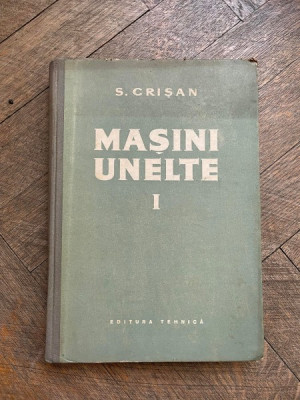 S. CRIȘAN
MAȘINI
UNELTE
I
EDITURA TEHNICĂ